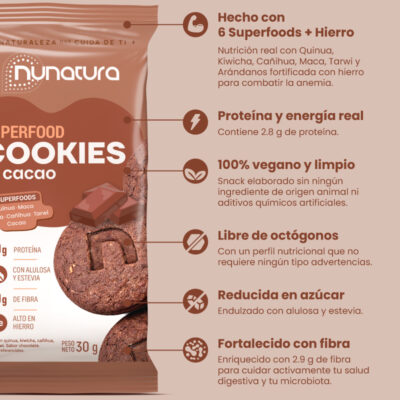 NATURALEZA QUE CUIDA DE TI +
nunatura
PERFOOD
COOKIES
cacao
SUPERFOODS
Maca
Cañihua · Tarwi
Cacao
PROTEÍNA
CON ALULOSA
Y ESTEVIA
DE FIBRA
ALTO EN
HIERRO
PESO
NETO 30 g
Hecho con
6 Superfoods + Hierro
Nutrición real con Quinua,
Kiwicha, Cañihua, Maca, Tarwi y
Arándanos fortificada con hierro
para combatir la anemia.
Proteína y energía real
Contiene 2.8 g de proteína.
100% vegano y limpio
Snack elaborado sin ningún
ingrediente de origen animal ni
aditivos químicos artificiales.
Libre de octógonos
Con un perfil nutricional que no
requiere ningún tipo advertencias.
Reducida en azúcar
Endulzado con alulosa y estevia.
Fortalecido con fibra
Enriquecido con 2.9 g de fibra
para cuidar activamente tu salud
digestiva y tu microbiota.